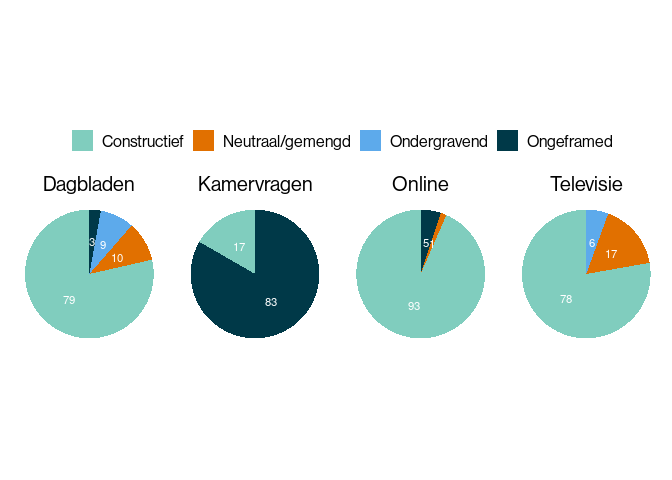 Constructief Neutraal/gemengd Ondergravend Ongeframed
Dagbladen Kamervragen Online Televisie
3 9 10 79
17 83
5 1 93
6 17 78